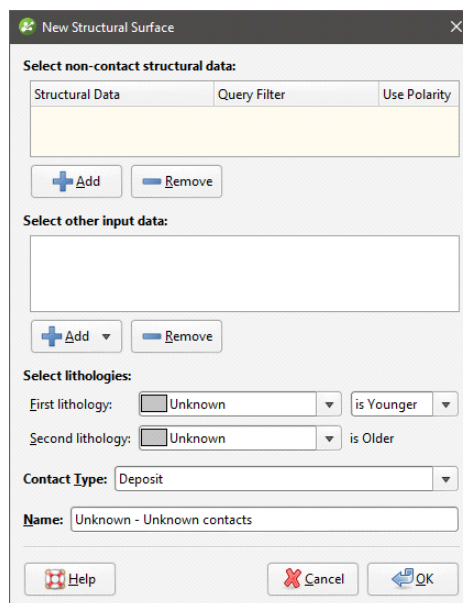 New Structural Surface
Select non-contact structural data:
Structural Data Query Filter Use Polarity
Add Remove
Select other input data:
Add Remove
Select lithologies:
First lithology: Unknown is Younger
Second lithology: Unknown is Older
Contact Type: Deposit
Name: Unknown - Unknown contacts
Help Cancel OK